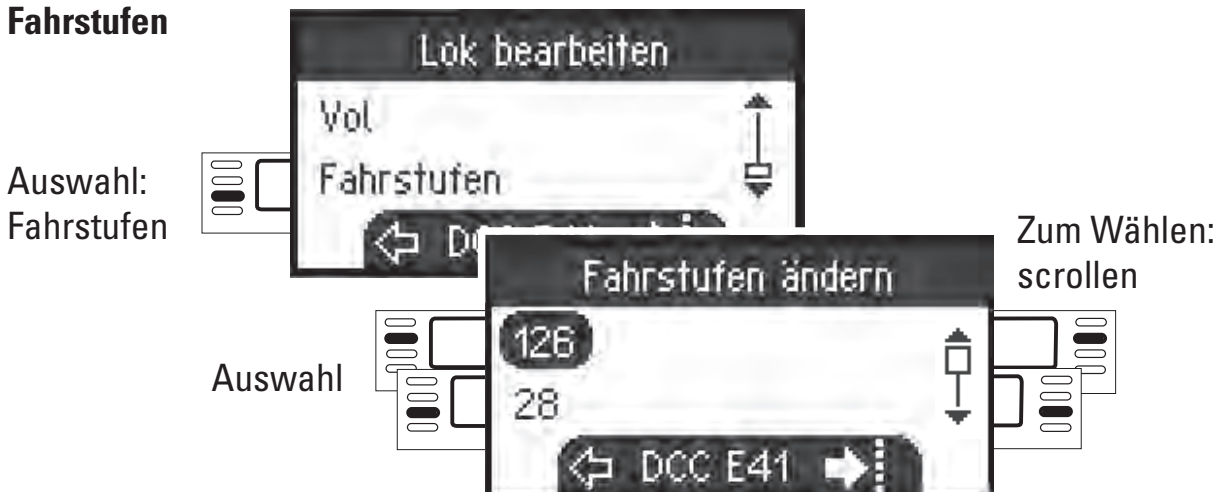 Fahrstufen
Lok bearbeiten
Vol
Auswahl:
Fahrstufen
Fahrstufen
Zum Wählen:
scrollen
Fahrstufen ändern
126
Auswahl
28
DCC E41